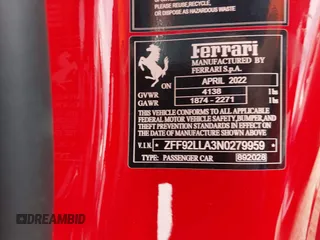 PLEASE REUSE,RECYCLE,
OR DISPOSE AS HAZARDOUS WASTE
Ferrari
MANUFACTURED BY
FERRARI S.p.A.
ON APRIL 2022
GVWR 4138 lbs
GAWR 1874 - 2271 lbs
THIS VEHICLE CONFORMS TO ALL APPLICABLE
FEDERAL MOTOR VEHICLE SAFETY,BUMPER,AND
THEFT PREVENTION STANDARDS IN EFFECT ON THE
DATE OF MANUFACTURE SHOWN ABOVE
V.I.N. ZFF92LLA3N0279959
TYPE: PASSENGER CAR 892028
DREAMBID